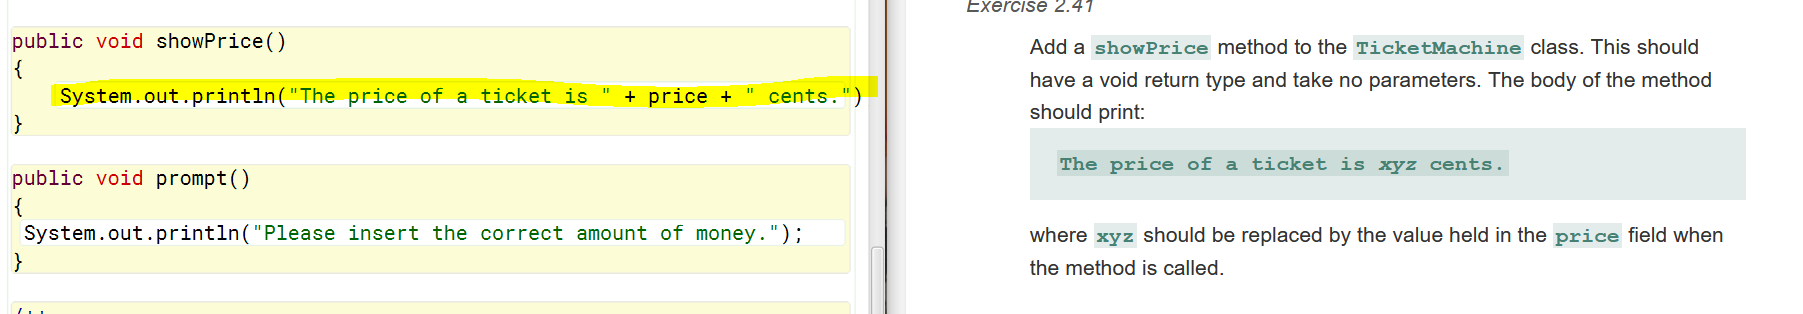 public void showPrice()
{
System.out.println("The price of a ticket is " + price + " cents.")
}
public void prompt()
{
System.out.println("Please insert the correct amount of money.");
}
Exercise 2.41
Add a showPrice method to the TicketMachine class. This should
have a void return type and take no parameters. The body of the method
should print:
The price of a ticket is xyz cents.
where xyz should be replaced by the value held in the price field when
the method is called.